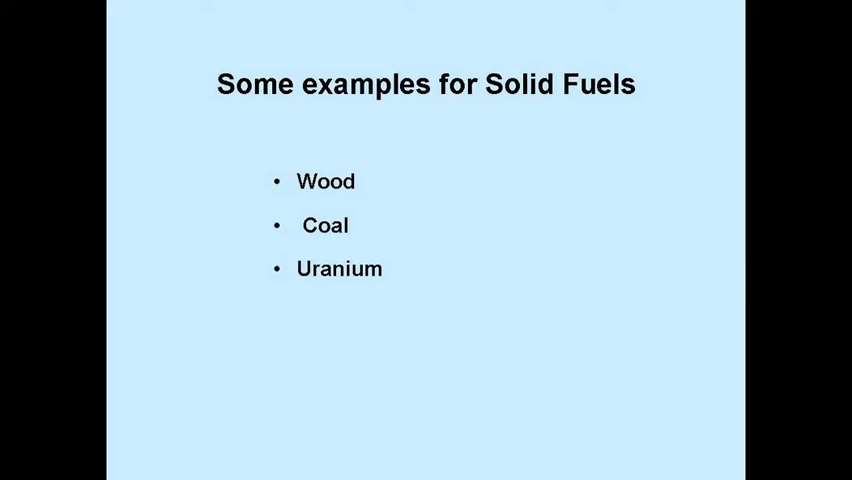 Some examples for Solid Fuels
• Wood
• Coal
• Uranium